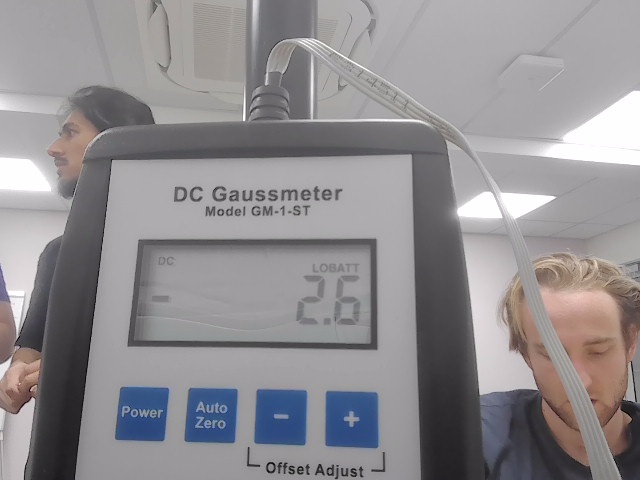 DC Gaussmeter
Model GM-1-ST
DC
LOBATT
- 2.6
Power
Auto
Zero
-
+
Offset Adjust